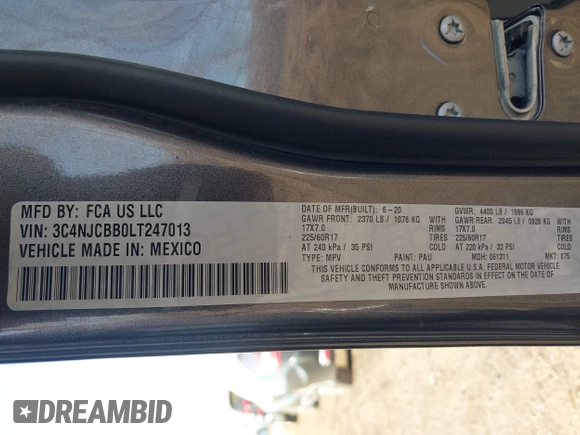 MFD BY: FCA US LLC
VIN: 3C4NJCBB0LT247013
VEHICLE MADE IN: MEXICO
DATE OF MFR(BUILT): 6-20 GVWR: 4400 LB / 1996 KG
GAWR FRONT: 2370 LB / 1076 KG GAWR REAR: 2045 LB / 0928 KG
17X7.0 RIMS 17X7.0 RIMS
225/60R17 TIRES 225/60R17 TIRES
AT 240 kPa / 35 PSI COLD AT 220 kPa / 32 PSI COLD
TYPE: MPV PAINT: PAU MDH: 061311 MKT: 875
THIS VEHICLE CONFORMS TO ALL APPLICABLE U.S.A. FEDERAL MOTOR VEHICLE
SAFETY AND THEFT PREVENTION STANDARDS IN EFFECT ON THE DATE OF MANUFACTURE SHOWN
ABOVE.
DREAMBID